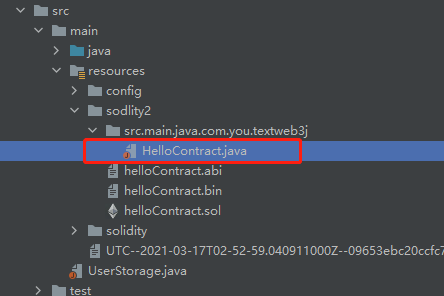 src
main
java
resources
config
sodlity2
src.main.java.com.you.textweb3j
HelloContract.java
helloContract.abi
helloContract.bin
helloContract.sol
solidity
UTC--2021-03-17T02-52-59.040911000Z--09653ebc20ccfc7
UserStorage.java
test